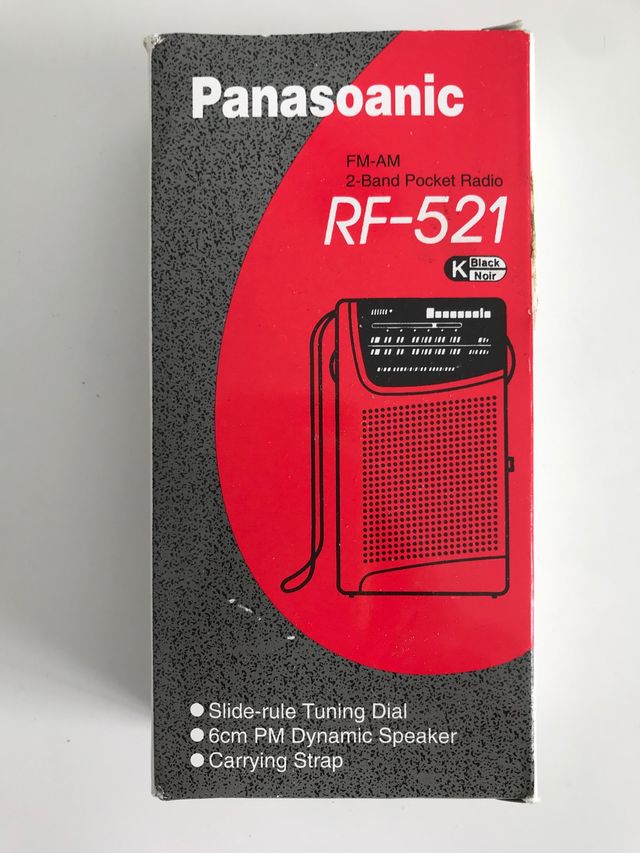 Panasoanic
FM-AM
2-Band Pocket Radio
RF-521
K Black
Noir
● Slide-rule Tuning Dial
● 6cm PM Dynamic Speaker
● Carrying Strap